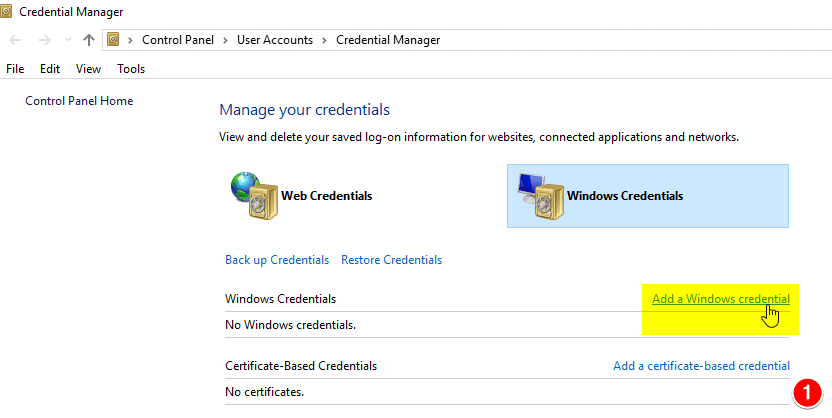 Credential Manager
Control Panel > User Accounts > Credential Manager
File Edit View Tools
Control Panel Home
Manage your credentials
View and delete your saved log-on information for websites, connected applications and networks.
Web Credentials
Windows Credentials
Back up Credentials Restore Credentials
Windows Credentials Add a Windows credential
No Windows credentials.
Certificate-Based Credentials Add a certificate-based credential
No certificates.
1